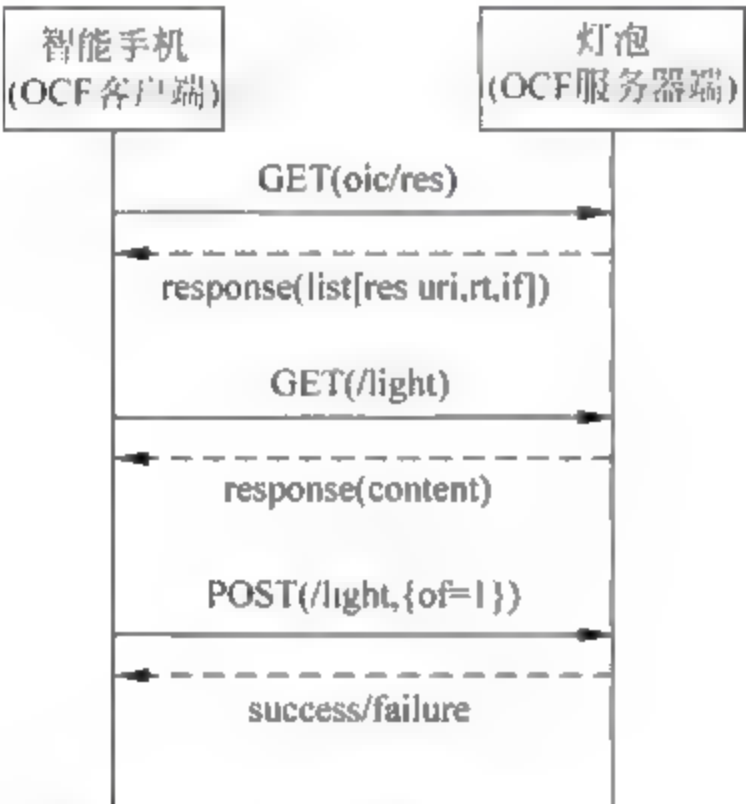 智能手机
(OCF客户端)
灯泡
(OCF服务器端)
GET(oic/res)
response(list[res uri,rt,if])
GET(/light)
response(content)
POST(/light,{of=1})
success/failure